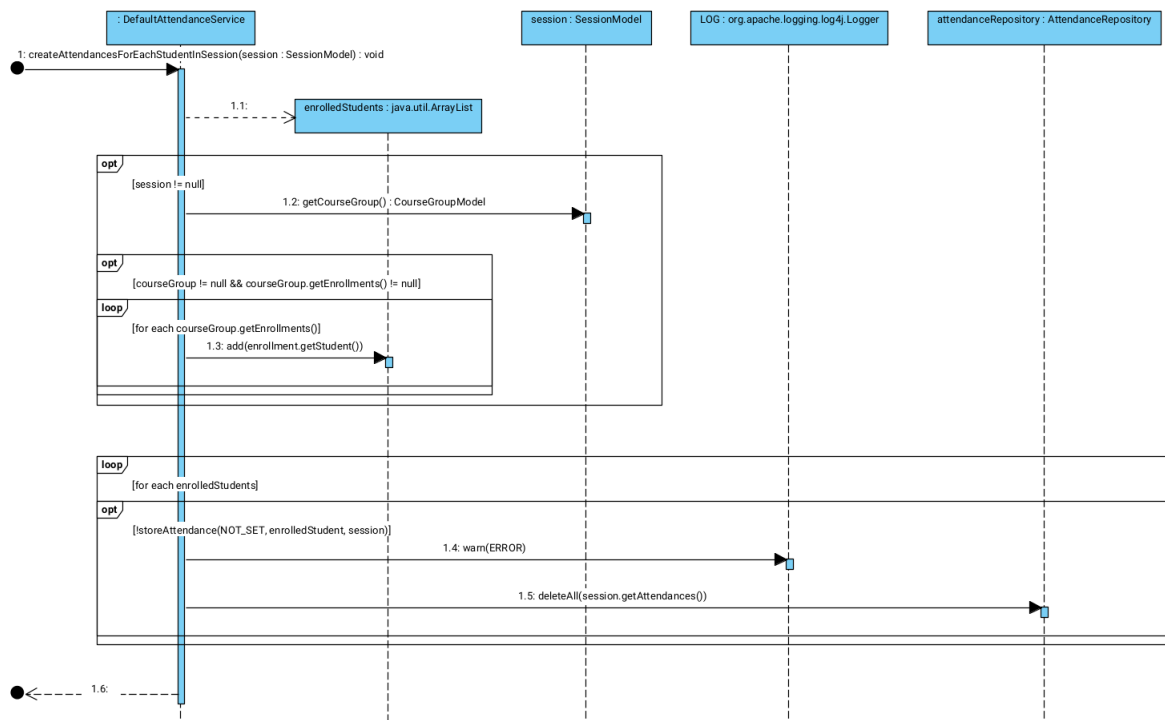 : DefaultAttendanceService
session : SessionModel
LOG : org.apache.logging.log4j.Logger
attendanceRepository : AttendanceRepository
1: createAttendancesForEachStudentInSession(session : SessionModel) : void
1.1:
enrolledStudents : java.util.ArrayList
opt
[session != null]
1.2: getCourseGroup() : CourseGroupModel
opt
[courseGroup != null && courseGroup.getEnrollments() != null]
loop
[for each courseGroup.getEnrollments()]
1.3: add(enrollment.getStudent())
loop
[for each enrolledStudents]
opt
[!storeAttendance(NOT_SET, enrolledStudent, session)]
1.4: warn(ERROR)
1.5: deleteAll(session.getAttendances())
1.6: